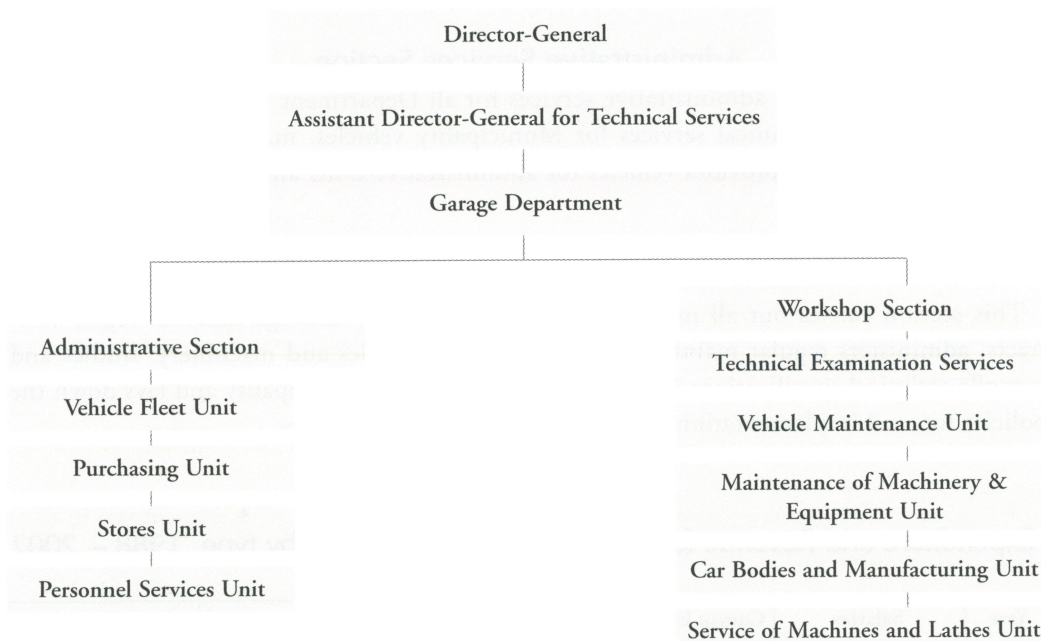 Director-General
Assistant Director-General for Technical Services
Garage Department
Administrative Section
Vehicle Fleet Unit
Purchasing Unit
Stores Unit
Personnel Services Unit
Workshop Section
Technical Examination Services
Vehicle Maintenance Unit
Maintenance of Machinery &
Equipment Unit
Car Bodies and Manufacturing Unit
Service of Machines and Lathes Unit